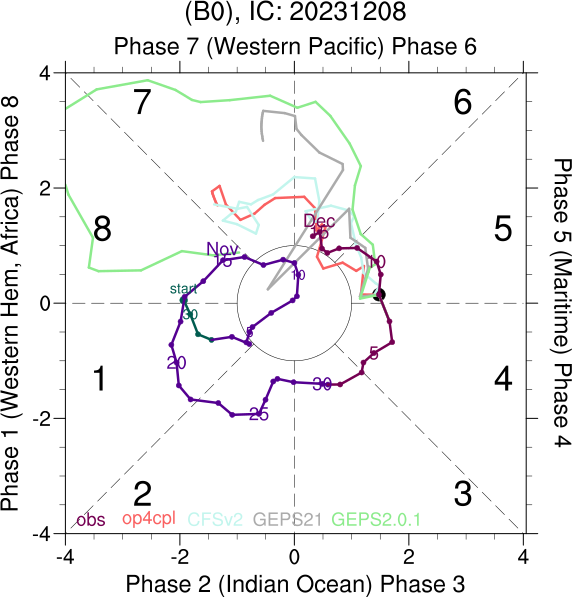 (B0), IC: 20231208
Phase 7 (Western Pacific) Phase 6
Phase 1 (Western Hem, Africa) Phase 8
Phase 5 (Maritime) Phase 4
4
2
0
-2
-4
7
6
8
5
1
4
2
3
Dec
15
Nov
15
10
10
start
30
5
5
20
25
30
obs op4cpl CFSv2 GEPS21 GEPS2.0.1
-4 -2 0 2 4
Phase 2 (Indian Ocean) Phase 3